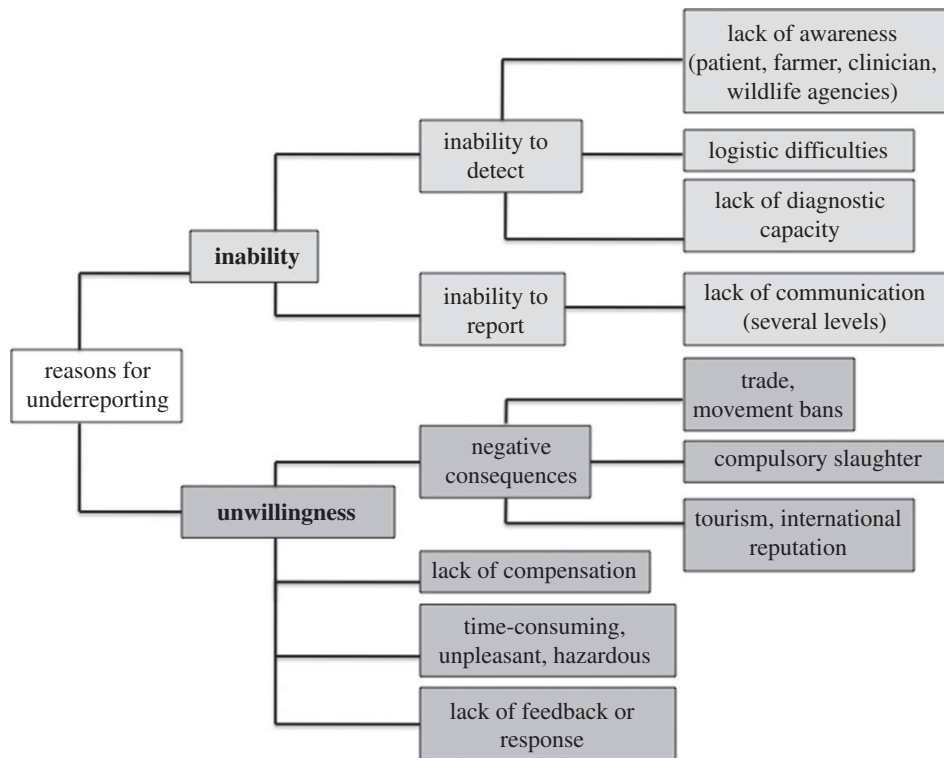 lack of awareness
(patient, farmer, clinician,
wildlife agencies)
inability to
detect
logistic difficulties
lack of diagnostic
capacity
inability
inability to
report
lack of communication
(several levels)
reasons for
underreporting
trade,
movement bans
negative
consequences
compulsory slaughter
unwillingness
tourism, international
reputation
lack of compensation
time-consuming,
unpleasant, hazardous
lack of feedback or
response